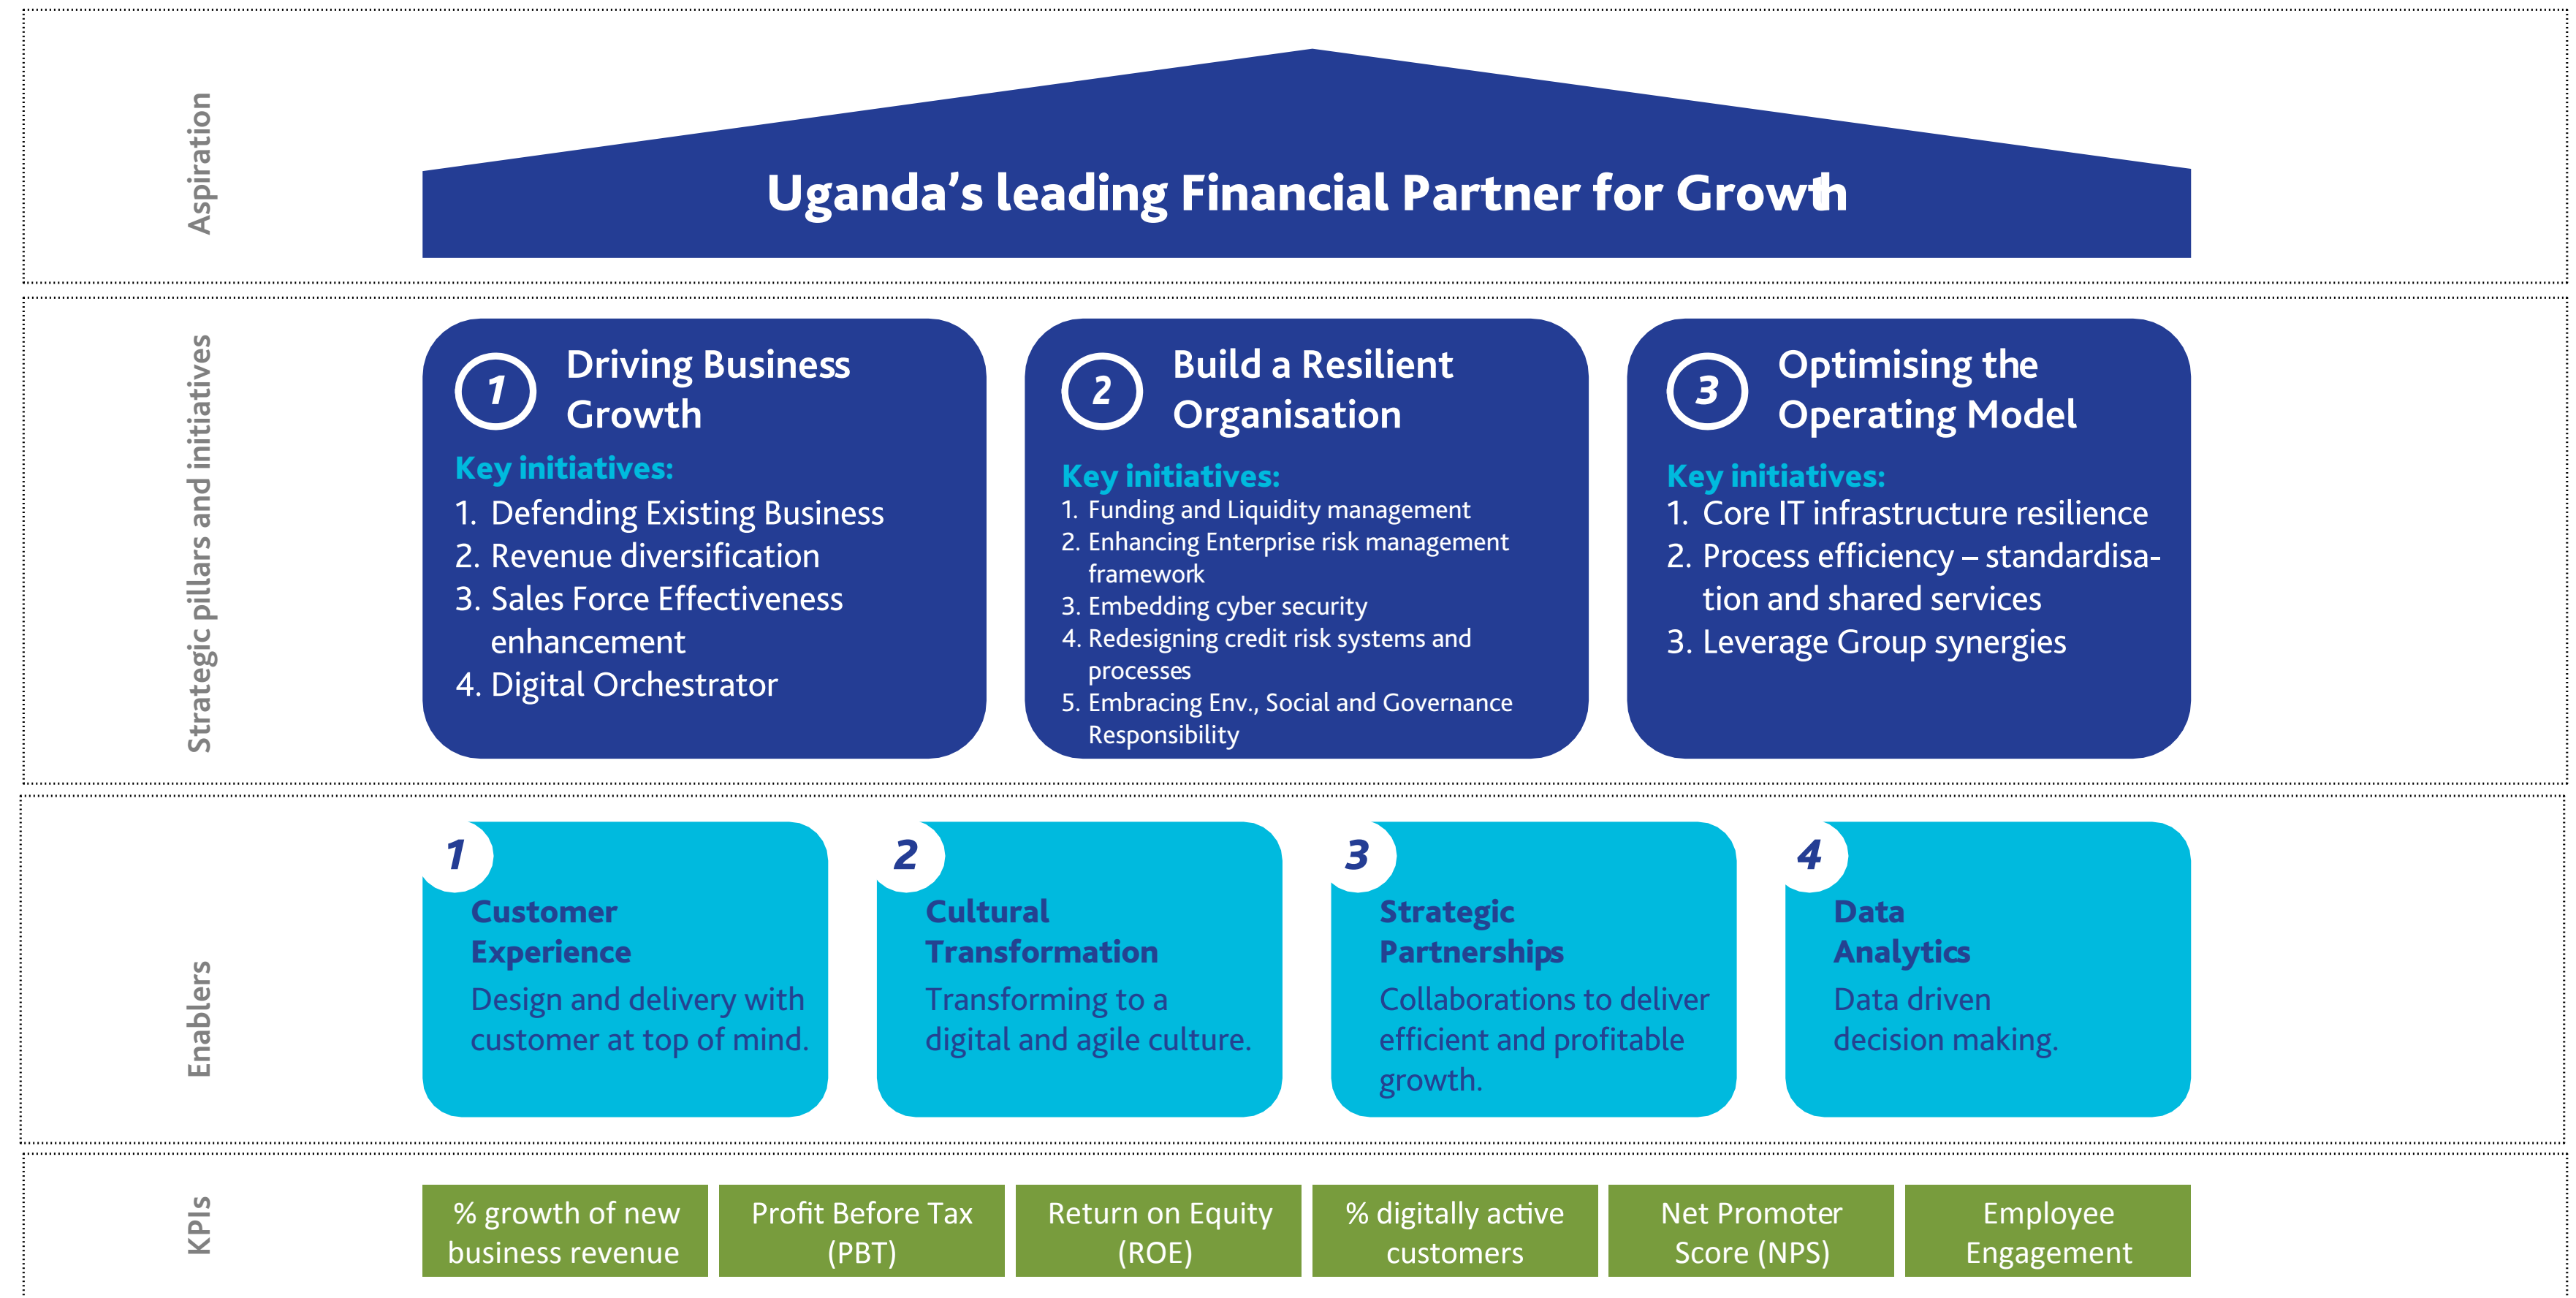 Aspiration
Uganda’s leading Financial Partner for Growth
Strategic pillars and initiatives
1
Driving Business
Growth
Key initiatives:
1. Defending Existing Business
2. Revenue diversification
3. Sales Force Effectiveness
enhancement
4. Digital Orchestrator
2
Build a Resilient
Organisation
Key initiatives:
1. Funding and Liquidity management
2. Enhancing Enterprise risk management
framework
3. Embedding cyber security
4. Redesigning credit risk systems and
processes
5. Embracing Env., Social and Governance
Responsibility
3
Optimising the
Operating Model
Key initiatives:
1. Core IT infrastructure resilience
2. Process efficiency – standardisa-
tion and shared services
3. Leverage Group synergies
Enablers
1
Customer
Experience
Design and delivery with
customer at top of mind.
2
Cultural
Transformation
Transforming to a
digital and agile culture.
3
Strategic
Partnerships
Collaborations to deliver
efficient and profitable
growth.
4
Data
Analytics
Data driven
decision making.
KPIs
% growth of new
business revenue
Profit Before Tax
(PBT)
Return on Equity
(ROE)
% digitally active
customers
Net Promoter
Score (NPS)
Employee
Engagement